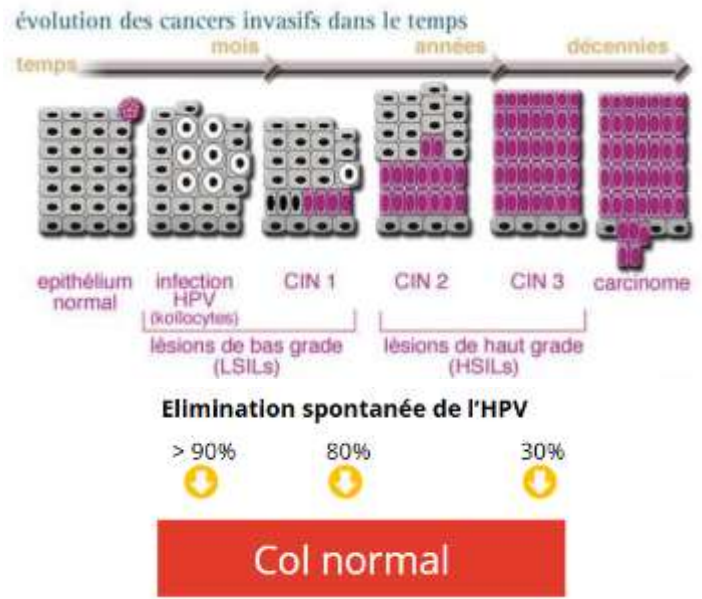 évolution des cancers invasifs dans le temps
mois années décennies
temps
epithélium normal
infection HPV (kollocytes)
CIN 1
CIN 2
CIN 3
carcinome
lésions de bas grade
(LSILs)
lésions de haut grade
(HSILs)
Elimination spontanée de l'HPV
> 90% 80% 30%
Col normal